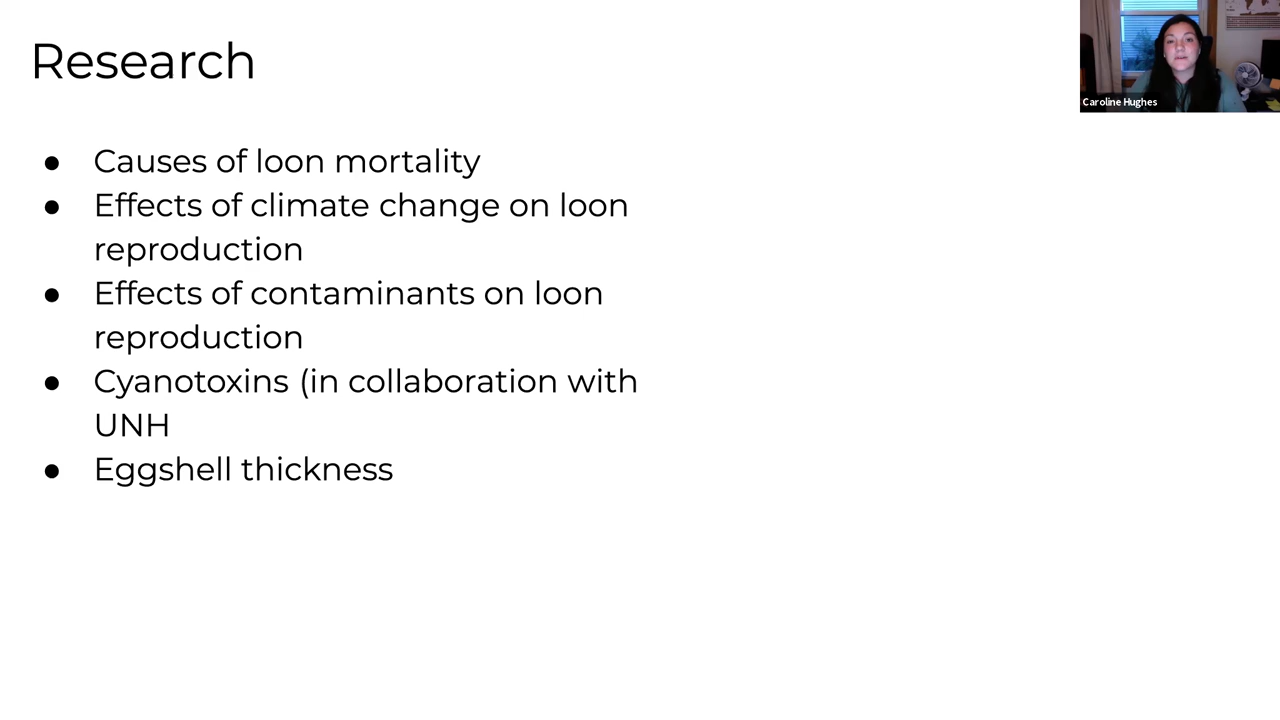 Research
Caroline Hughes
● Causes of loon mortality
● Effects of climate change on loon
reproduction
● Effects of contaminants on loon
reproduction
● Cyanotoxins (in collaboration with
UNH
● Eggshell thickness